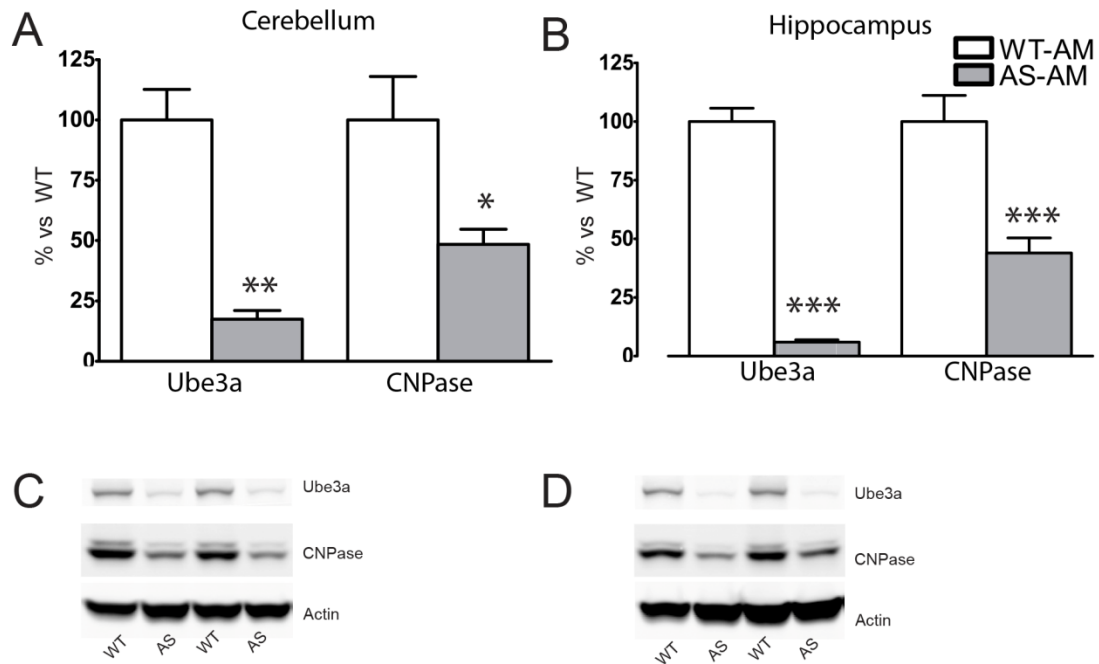 A
Cerebellum
% vs WT
125
100
75
50
25
0
**
*
Ube3a
CNPase
B
Hippocampus
WT-AM
AS-AM
% vs WT
125
100
75
50
25
0
***
***
Ube3a
CNPase
C
Ube3a
CNPase
Actin
WT AS WT AS
D
Ube3a
CNPase
Actin
WT AS WT AS